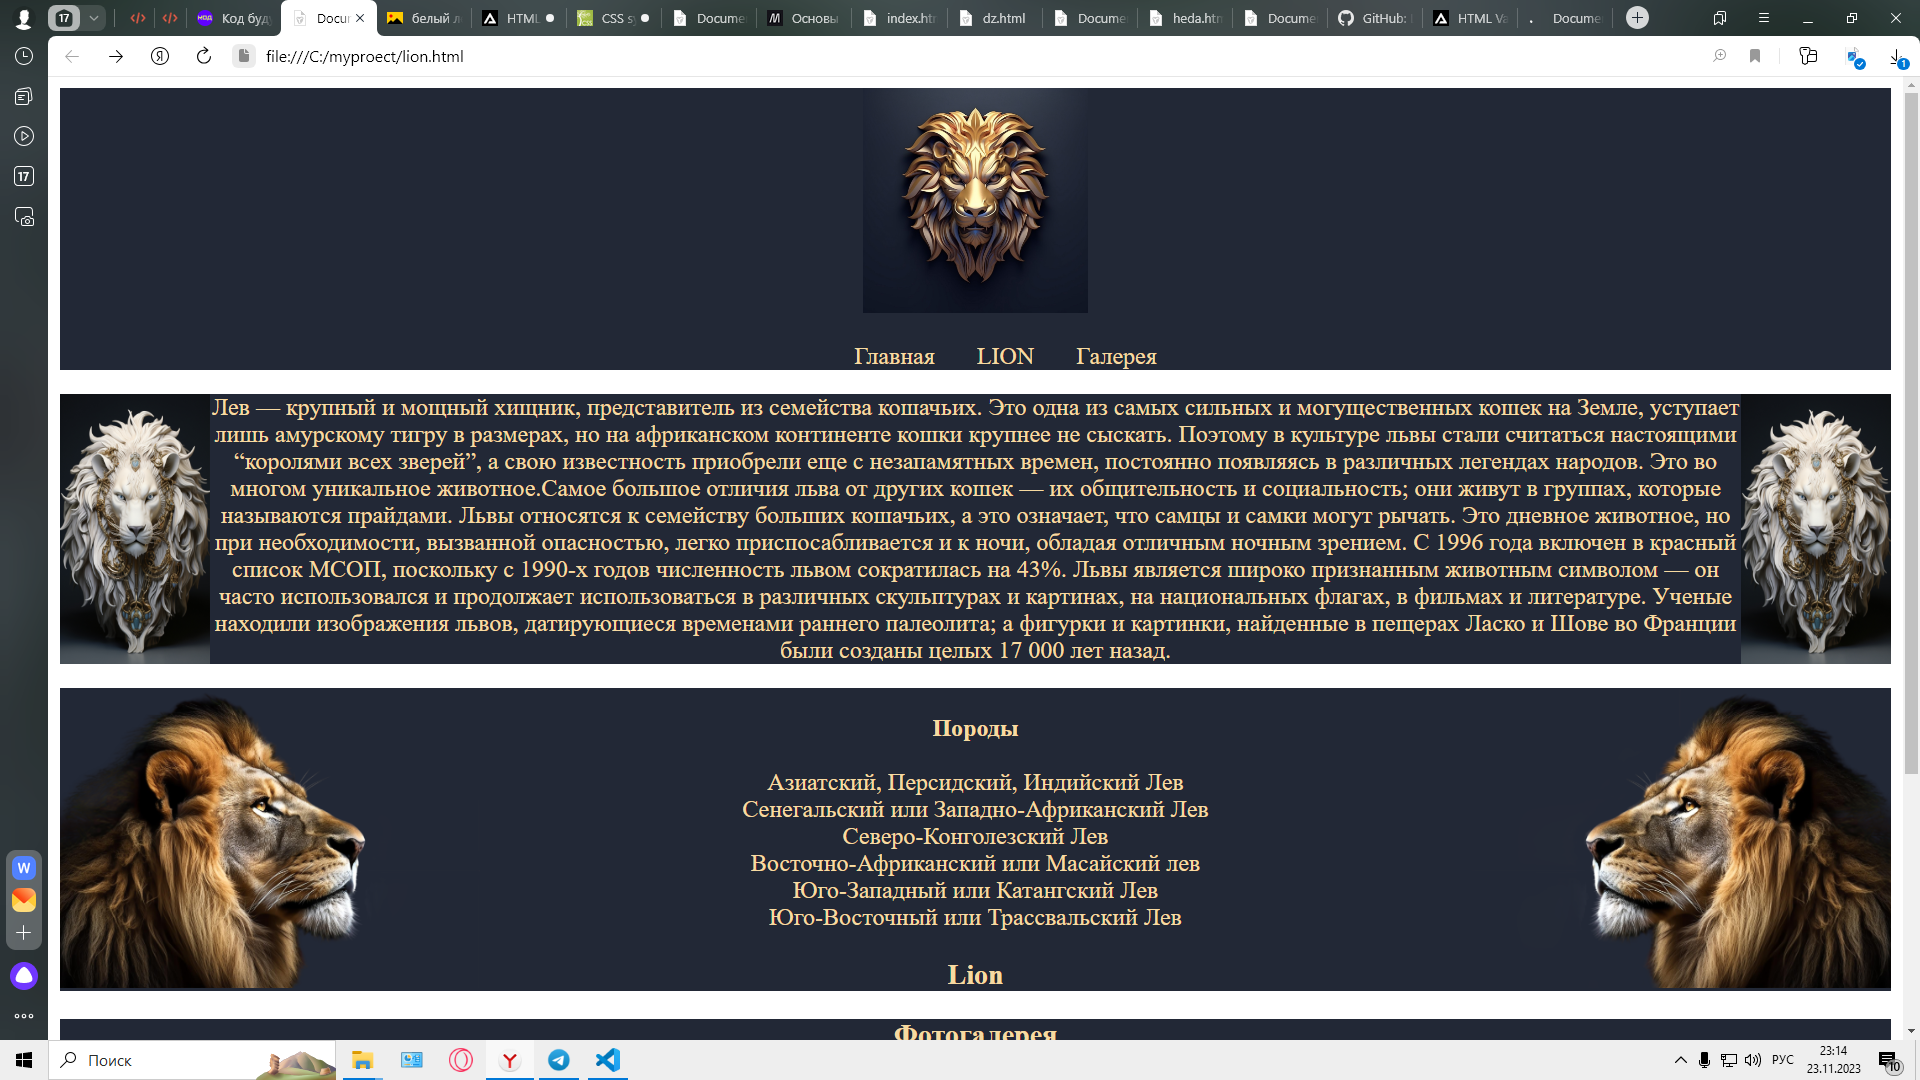 17
Код буд
Docum
белый л
HTML
CSS s
Docume
Основы
index.ht
dz.html
Docume
heda.htm
Docume
GitHub:
HTML Va
Docume
file:///C:/myproect/lion.html
1
17
Главная LION Галерея
Лев — крупный и мощный хищник, представитель из семейства кошачьих. Это одна из самых сильных и могущественных кошек на Земле, уступает
лишь амурскому тигру в размерах, но на африканском континенте кошки крупнее не сыскать. Поэтому в культуре львы стали считаться настоящими
“королями всех зверей”, а свою известность приобрели еще с незапамятных времен, постоянно появляясь в различных легендах народов. Это во
многом уникальное животное.Самое большое отличия льва от других кошек — их общительность и социальность; они живут в группах, которые
называются прайдами. Львы относятся к семейству больших кошачьих, а это означает, что самцы и самки могут рычать. Это дневное животное, но
при необходимости, вызванной опасностью, легко приспосабливается и к ночи, обладая отличным ночным зрением. С 1996 года включен в красный
список МСОП, поскольку с 1990-х годов численность львом сократилась на 43%. Львы является широко признанным животным символом — он
часто использовался и продолжает использоваться в различных скульптурах и картинах, на национальных флагах, в фильмах и литературе. Ученые
находили изображения львов, датирующиеся временами раннего палеолита; а фигурки и картинки, найденные в пещерах Ласко и Шове во Франции
были созданы целых 17 000 лет назад.
Породы
Азиатский, Персидский, Индийский Лев
Сенегальский или Западно-Африканский Лев
Северо-Конголезский Лев
Восточно-Африканский или Масайский лев
Юго-Западный или Катангский Лев
Юго-Восточный или Трассвальский Лев
Lion
Фотогалерея
W
Поиск
РУС
23:14
23.11.2023
10